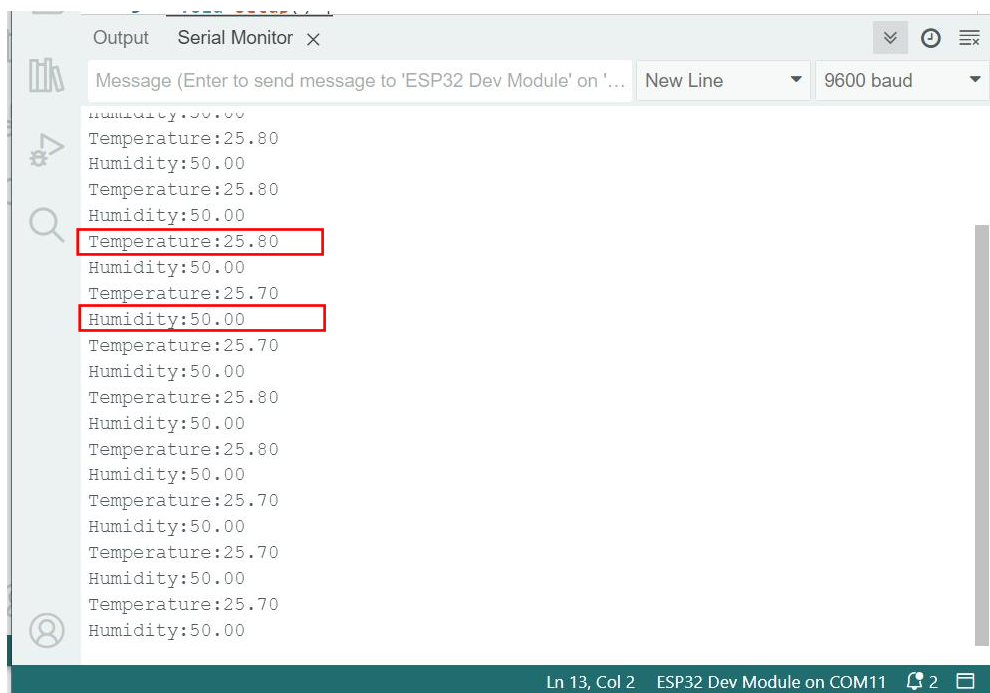 Output Serial Monitor
Message (Enter to send message to 'ESP32 Dev Module' on '... New Line 9600 baud
Humidity:50.00
Temperature:25.80
Humidity:50.00
Temperature:25.80
Humidity:50.00
Temperature:25.80
Humidity:50.00
Temperature:25.70
Humidity:50.00
Temperature:25.70
Humidity:50.00
Temperature:25.80
Humidity:50.00
Temperature:25.80
Humidity:50.00
Temperature:25.70
Humidity:50.00
Temperature:25.70
Humidity:50.00
Temperature:25.70
Humidity:50.00
Ln 13, Col 2 ESP32 Dev Module on COM11 2